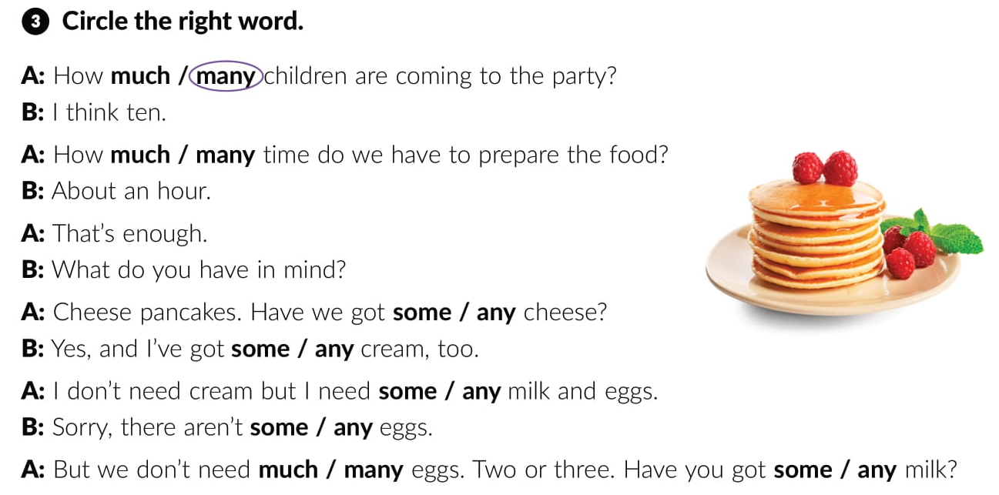 3 Circle the right word.
A: How much / many children are coming to the party?
B: I think ten.
A: How much / many time do we have to prepare the food?
B: About an hour.
A: That's enough.
B: What do you have in mind?
A: Cheese pancakes. Have we got some / any cheese?
B: Yes, and I've got some / any cream, too.
A: I don't need cream but I need some / any milk and eggs.
B: Sorry, there aren't some / any eggs.
A: But we don't need much / many eggs. Two or three. Have you got some / any milk?